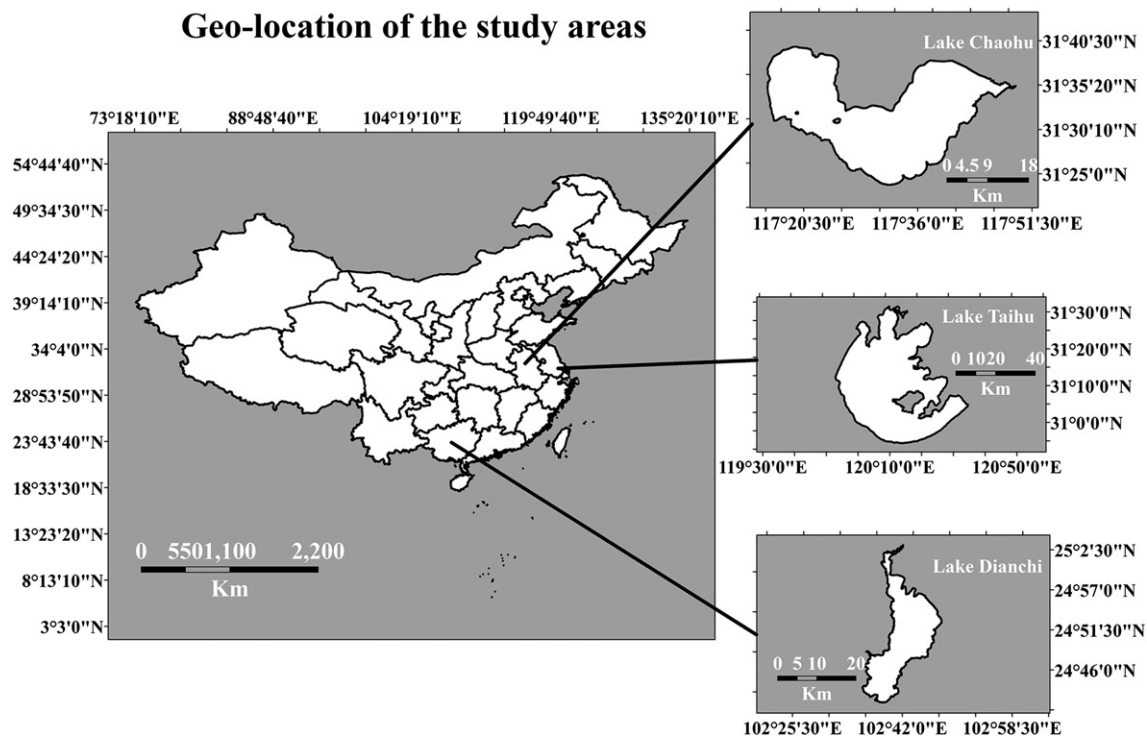 Geo-location of the study areas
73°18'10"E 88°48'40"E 104°19'10"E 119°49'40"E 135°20'10"E
54°44'40"N
49°34'30"N
44°24'20"N
39°14'10"N
34°4'0"N
28°53'50"N
23°43'40"N
18°33'30"N
13°23'20"N
8°13'10"N
3°3'0"N
0 5501,100 2,200
Km
Lake Chaohu
31°40'30"N
31°35'20"N
31°30'10"N
31°25'0"N
0 4.5 9 18
Km
117°20'30"E 117°36'0"E 117°51'30"E
Lake Taihu
31°30'0"N
31°20'0"N
31°10'0"N
31°0'0"N
0 1020 40
Km
119°30'0"E 120°10'0"E 120°50'0"E
Lake Dianchi
25°2'30"N
24°57'0"N
24°51'30"N
24°46'0"N
0 5 10 20
Km
102°25'30"E 102°42'0"E 102°58'30"E